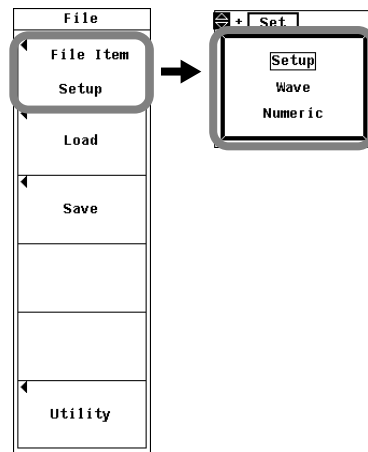 File
File Item
Setup
Load
Save
Utility
+ Set
Setup
Wave
Numeric